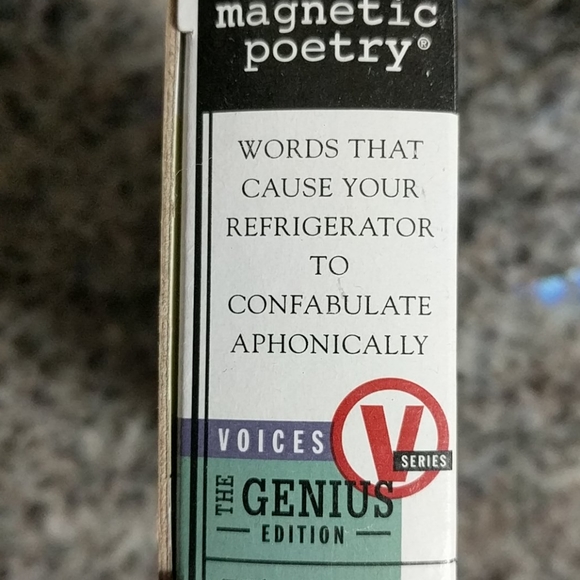 magnetic
poetry®
WORDS THAT
CAUSE YOUR
REFRIGERATOR
TO
CONFABULATE
APHONICALLY
V
SERIES
VOICES
THE
GENIUS
EDITION